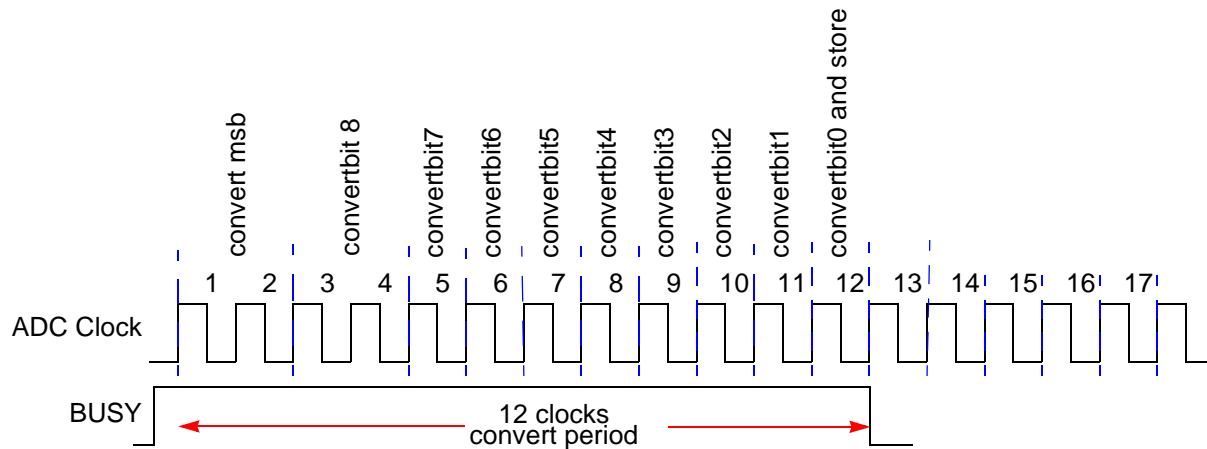 convert msb
convertbit 8
convertbit7
convertbit6
convertbit5
convertbit4
convertbit3
convertbit2
convertbit1
convertbit0 and store
1 2 3 4 5 6 7 8 9 10 11 12 13 14 15 16 17
ADC Clock
BUSY
12 clocks
convert period